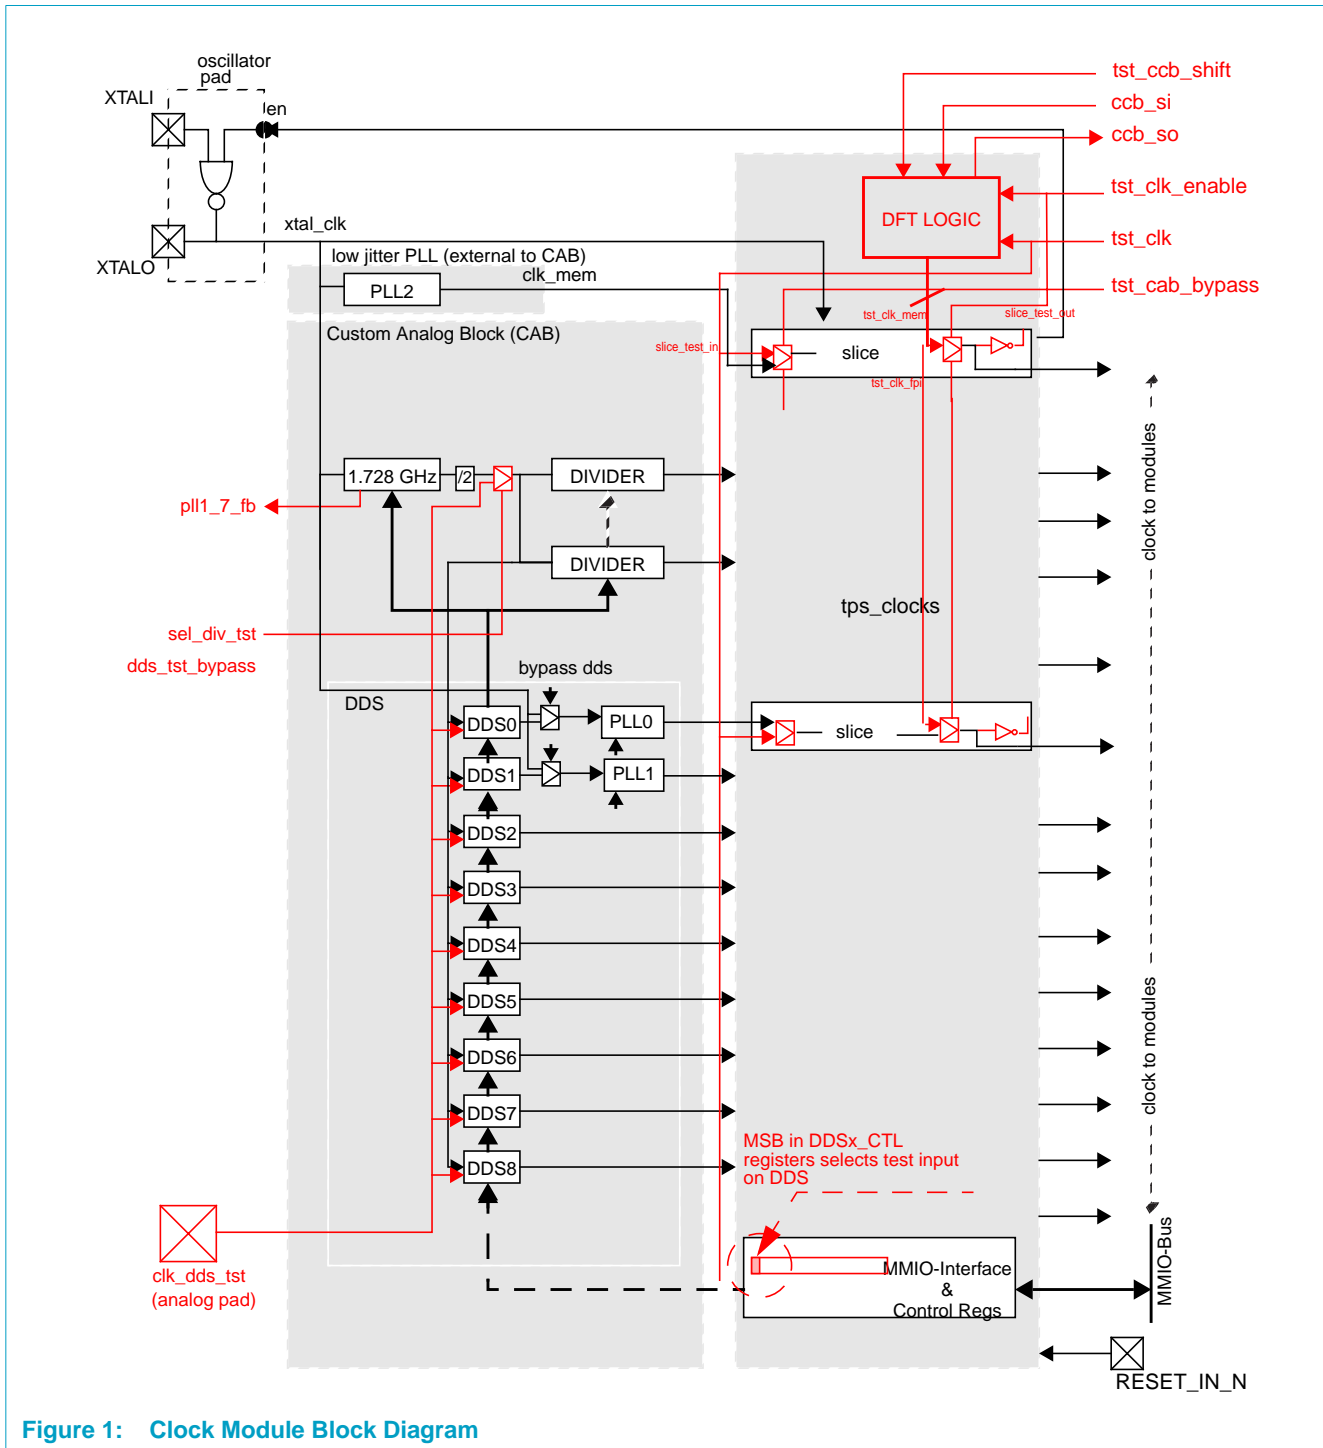 oscillator
pad
XTALI
en
XTALO
xtal_clk
low jitter PLL (external to CAB)
clk_mem
PLL2
Custom Analog Block (CAB)
tst_ccb_shift
ccb_si
ccb_so
tst_clk_enable
DFT LOGIC
tst_clk
tst_cab_bypass
tst_clk_mem
slice_test_out
slice_test_in
slice
tst_clk_fpi
1.728 GHz
/2
DIVIDER
pll1_7_fb
DIVIDER
clock to modules
tps_clocks
sel_div_tst
dds_tst_bypass
bypass dds
DDS
DDS0
PLL0
slice
DDS1
PLL1
DDS2
DDS3
DDS4
DDS5
DDS6
DDS7
DDS8
clock to modules
MSB in DDSx_CTL
registers selects test input
on DDS
clk_dds_tst
(analog pad)
MMIO-Interface
&
Control Regs
MMIO-Bus
RESET_IN_N
Figure 1: Clock Module Block Diagram